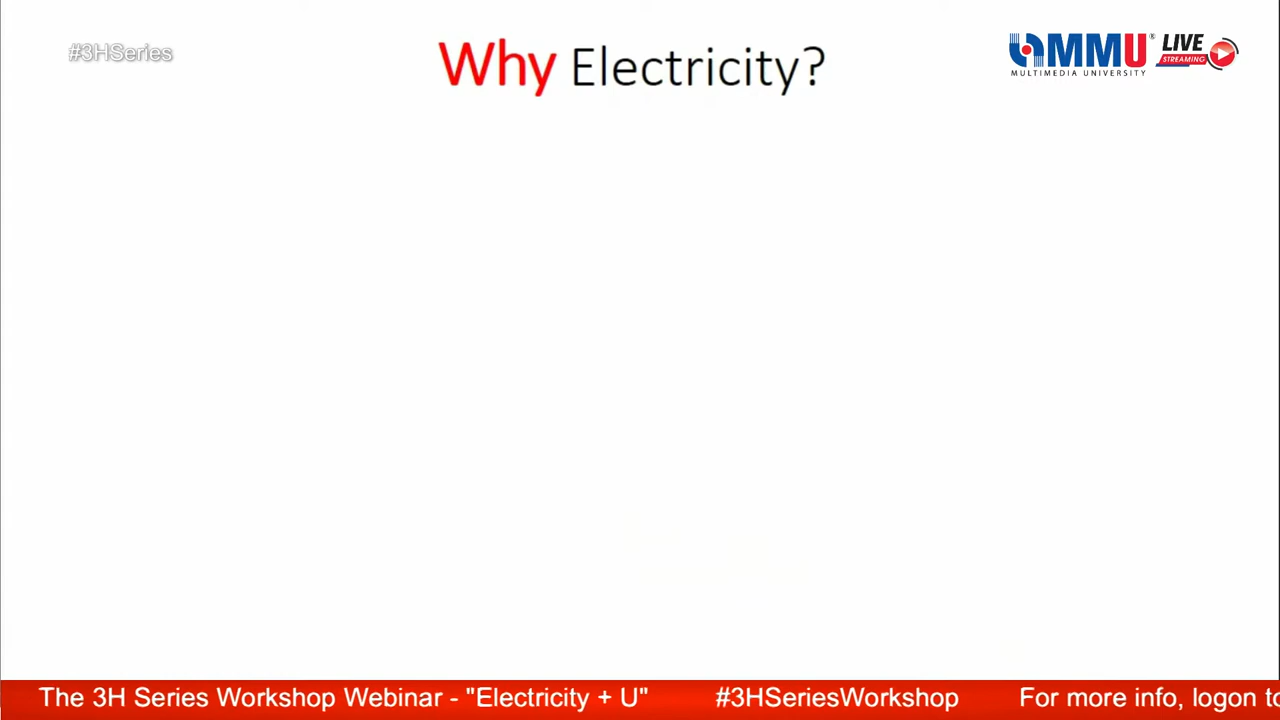 #3HSeries
Why Electricity?
MMU®
MULTIMEDIA UNIVERSITY
LIVE
STREAMING
The 3H Series Workshop Webinar - "Electricity + U" #3HSeriesWorkshop For more info, logon to